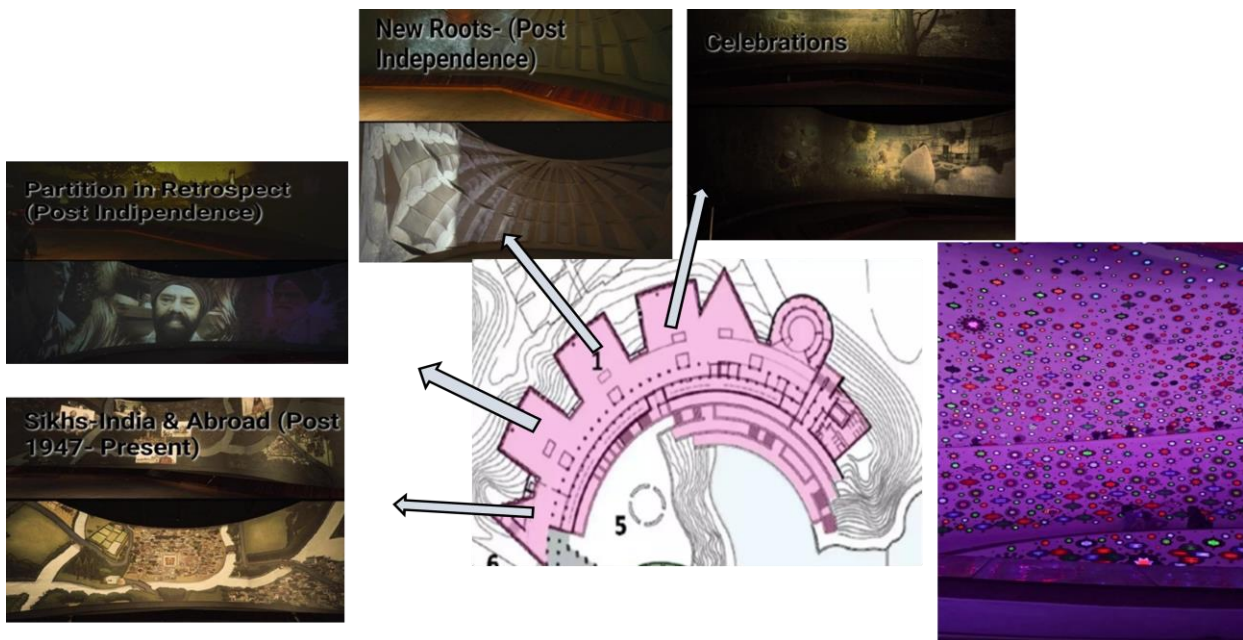 New Roots- (Post
Independence)
Celebrations
Partition in Retrospect
(Post Indipendence)
Sikhs-India & Abroad (Post
1947- Present)
1
5
6